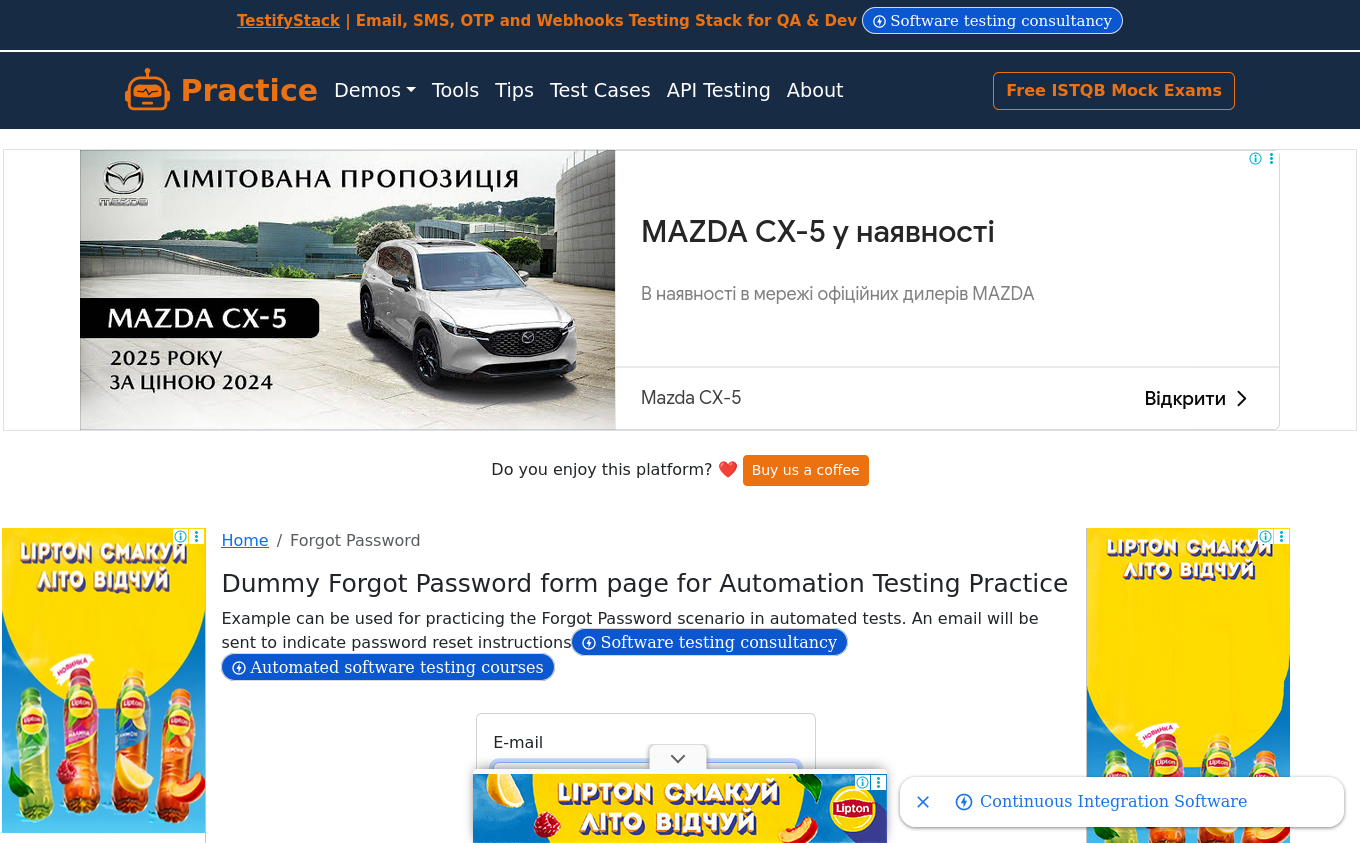 TestifyStack | Email, SMS, OTP and Webhooks Testing Stack for QA & Dev Software testing consultancy
Practice Demos Tools Tips Test Cases API Testing About Free ISTQB Mock Exams
mazda
ЛІМІТОВАНА ПРОПОЗИЦІЯ
MAZDA CX-5
2025 РОКУ
ЗА ЦІНОЮ 2024
MAZDA CX-5 у наявності
В наявності в мережі офіційних дилерів MAZDA
Mazda CX-5 Відкрити
Do you enjoy this platform? ❤️ Buy us a coffee
LIPTON СМАКУЙ
ЛІТО ВІДЧУЙ
НОВИНКА
Lipton
Home / Forgot Password
Dummy Forgot Password form page for Automation Testing Practice
Example can be used for practicing the Forgot Password scenario in automated tests. An email will be
sent to indicate password reset instructions Software testing consultancy
Automated software testing courses
E-mail
LIPTON СМАКУЙ
ЛІТО ВІДЧУЙ
НОВИНКА
LIPTON СМАКУЙ
ЛІТО ВІДЧУЙ
Lipton
Continuous Integration Software